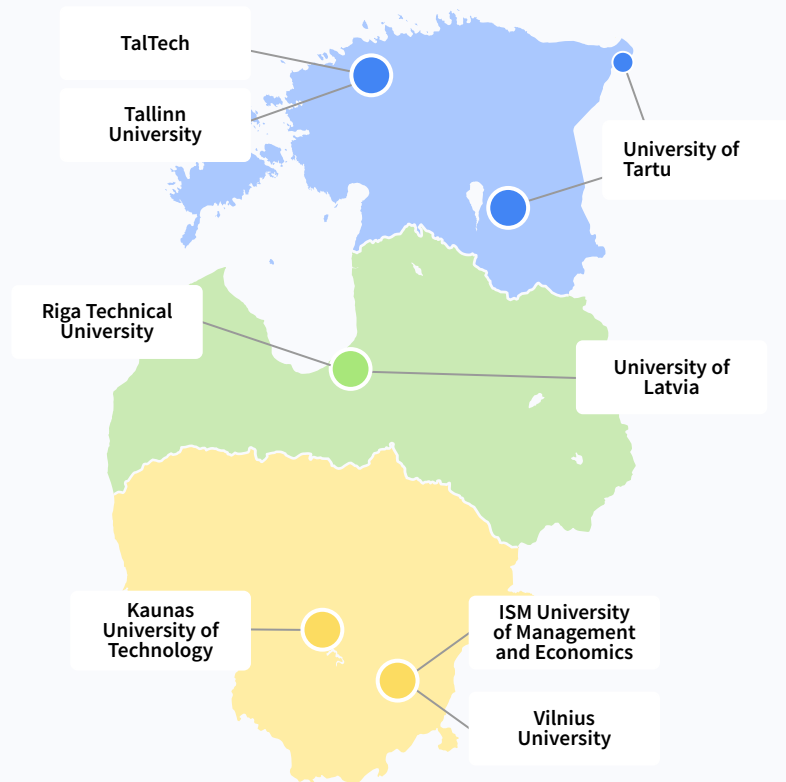 TalTech
Tallinn
University
University of
Tartu
Riga Technical
University
University of
Latvia
Kaunas
University of
Technology
ISM University
of Management
and Economics
Vilnius
University